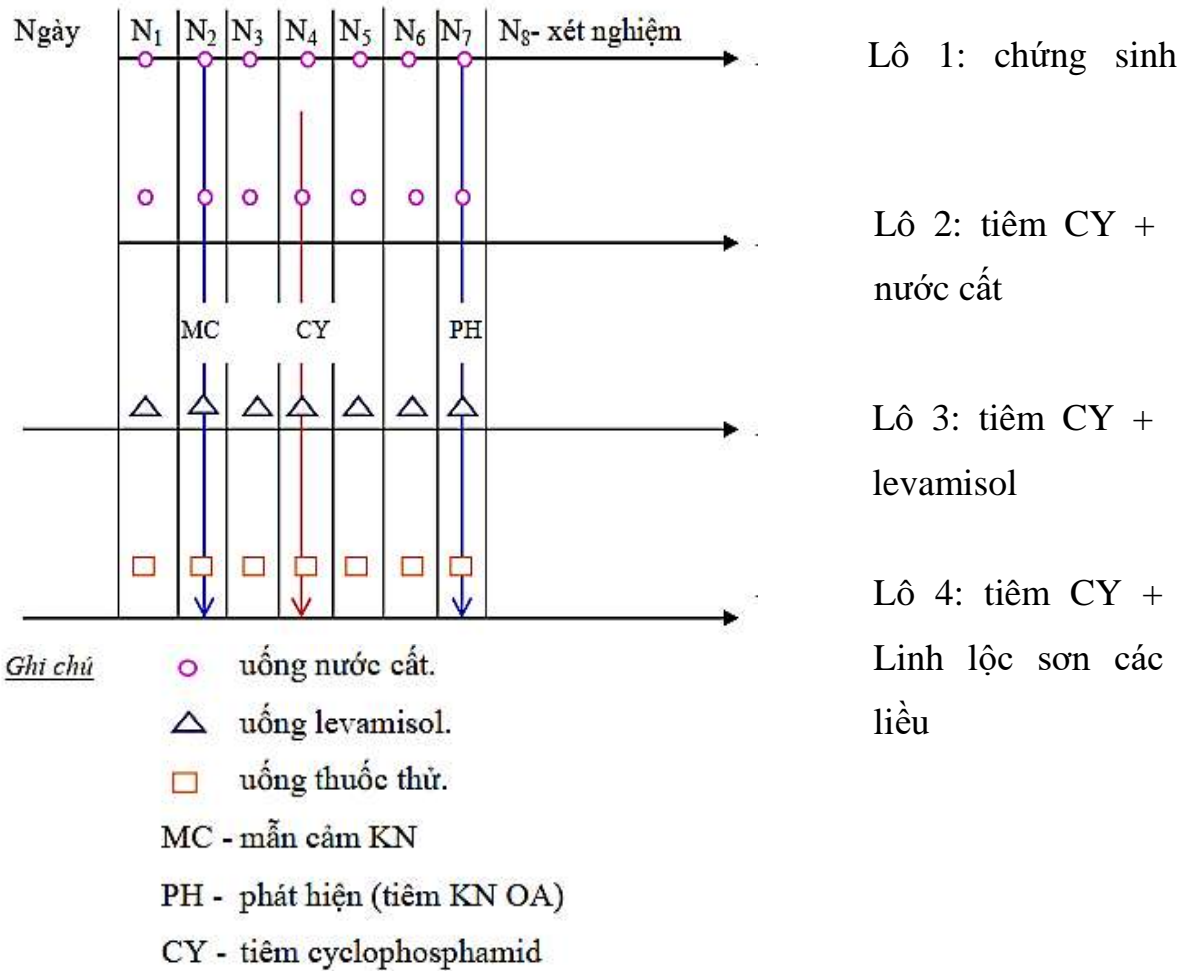 Ngày N₁ N₂ N₃ N₄ N₅ N₆ N₇ N₈- xét nghiệm
Lô 1: chứng sinh
Lô 2: tiêm CY +
nước cất
MC CY PH
Lô 3: tiêm CY +
levamisol
Lô 4: tiêm CY +
Linh lộc sơn các
liều
Ghi chú
uống nước cất.
uống levamisol.
uống thuốc thử.
MC - mẫn cảm KN
PH - phát hiện (tiêm KN OA)
CY - tiêm cyclophosphamid